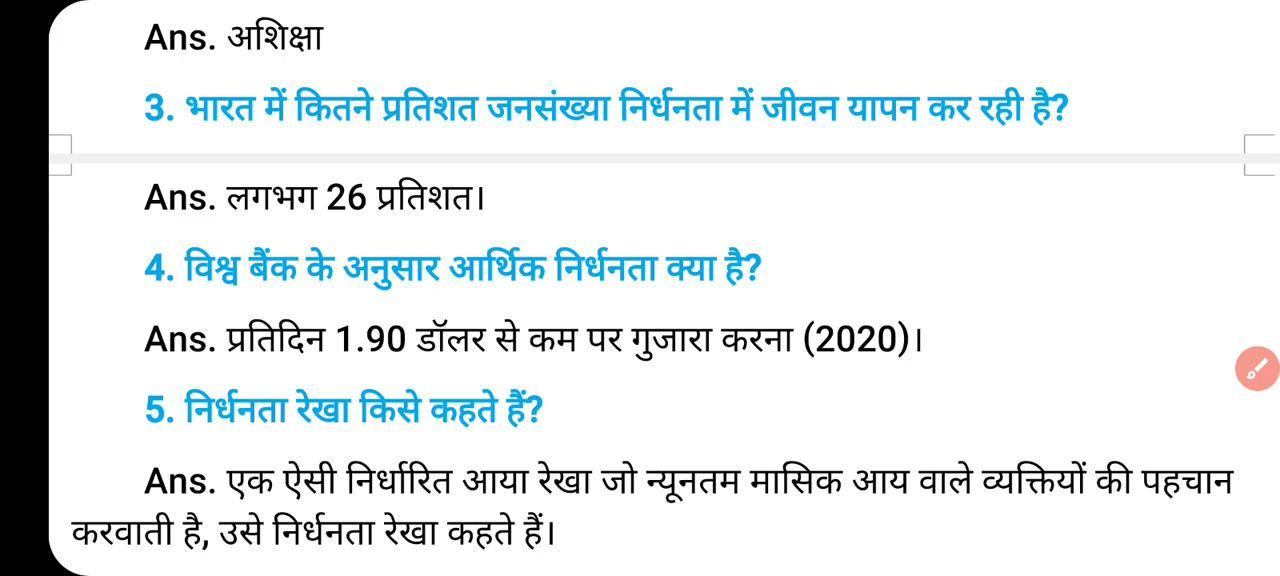 Ans. अशिक्षा
3. भारत में कितने प्रतिशत जनसंख्या निर्धनता में जीवन यापन कर रही है?
Ans. लगभग 26 प्रतिशत।
4. विश्व बैंक के अनुसार आर्थिक निर्धनता क्या है?
Ans. प्रतिदिन 1.90 डॉलर से कम पर गुजारा करना (2020)।
5. निर्धनता रेखा किसे कहते हैं?
Ans. एक ऐसी निर्धारित आया रेखा जो न्यूनतम मासिक आय वाले व्यक्तियों की पहचान
करवाती है, उसे निर्धनता रेखा कहते हैं।